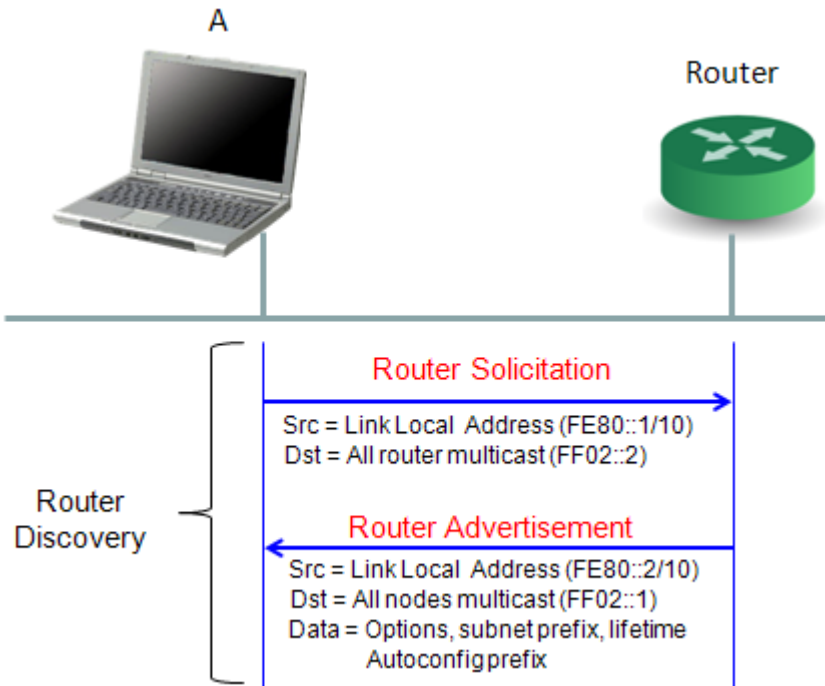 A
Router
Router Solicitation
Src = Link Local Address (FE80::1/10)
Dst = All router multicast (FF02::2)
Router
Discovery
Router Advertisement
Src = Link Local Address (FE80::2/10)
Dst = All nodes multicast (FF02::1)
Data = Options, subnet prefix, lifetime
Autoconfig prefix